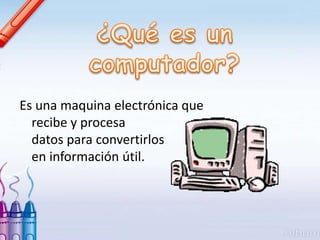 ¿Qué es un
computador?
Es una maquina electrónica que
recibe y procesa
datos para convertirlos
en información útil.